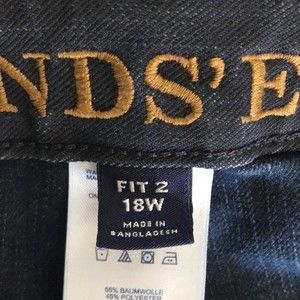 NDS' E
FIT 2
18W
MADE IN
BANGLADESH
55% BAUMWOLLE
45% POLYESTER